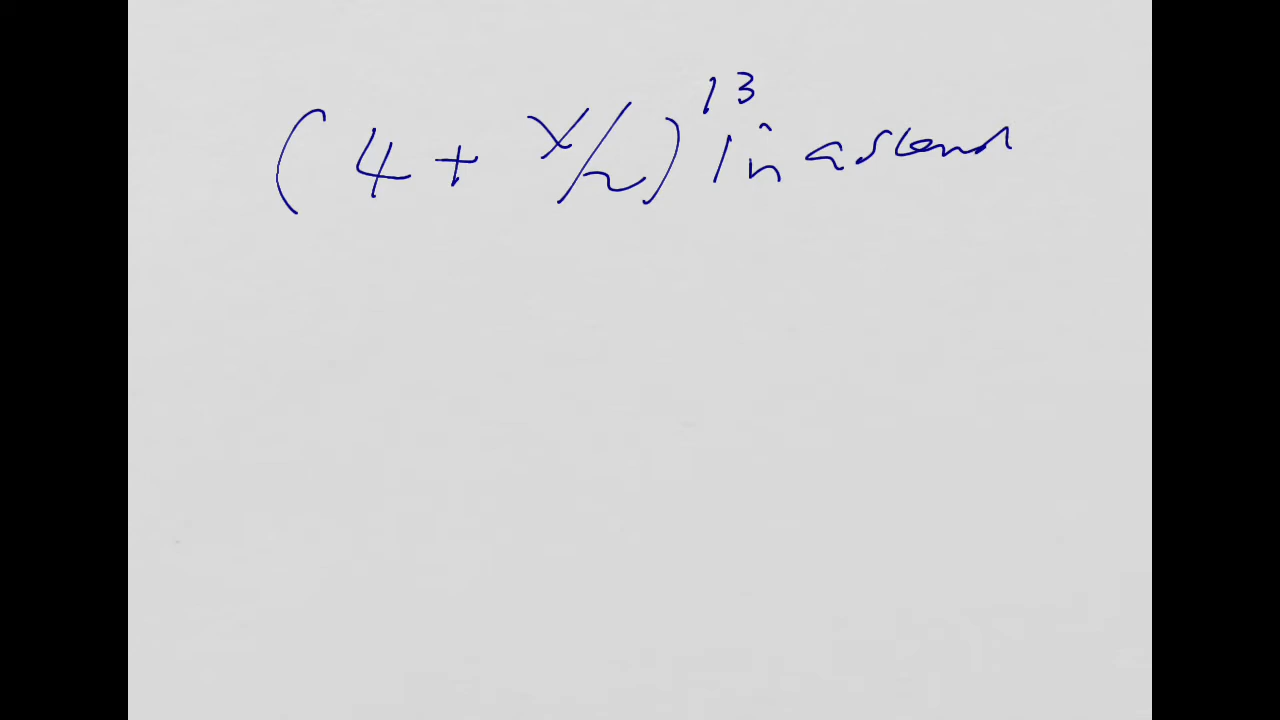 (4 + x/2)^13 in ascend